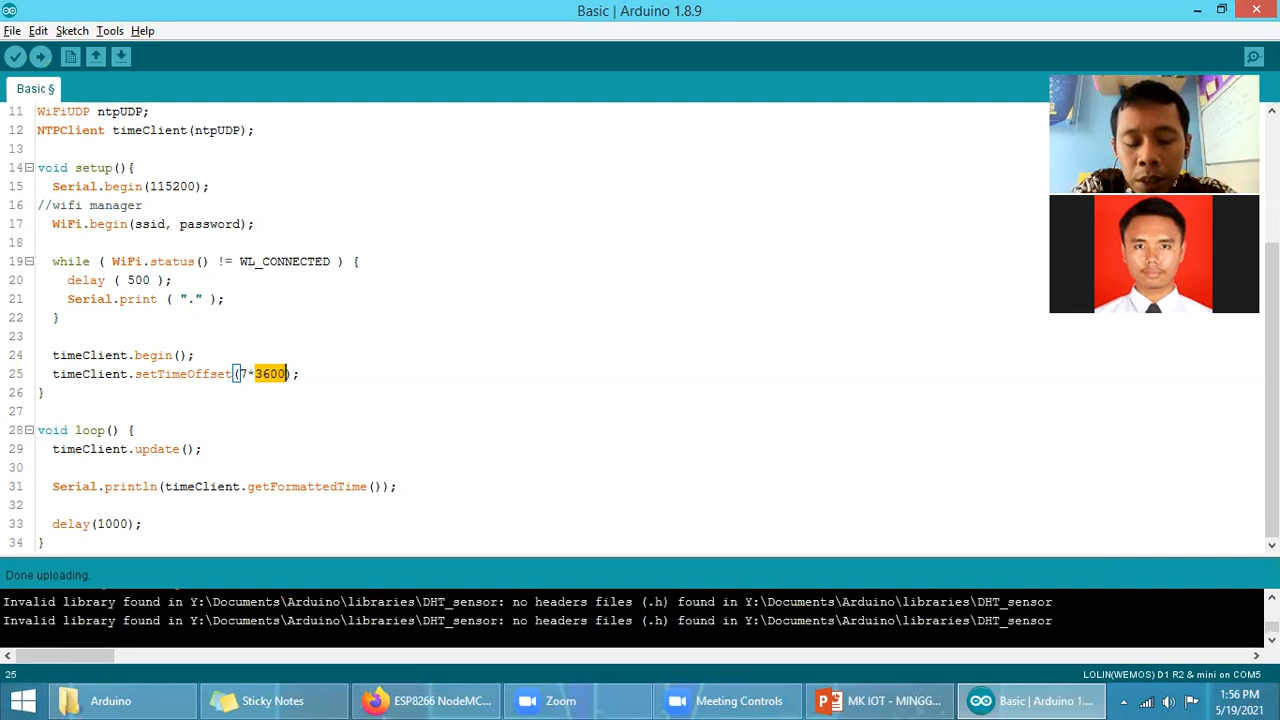 Basic | Arduino 1.8.9
File Edit Sketch Tools Help
Basic §
11 WiFiUDP ntpUDP;
12 NTPClient timeClient(ntpUDP);
13
14 void setup(){
15 Serial.begin(115200);
16 //wifi manager
17 WiFi.begin(ssid, password);
18
19 while ( WiFi.status() != WL_CONNECTED ) {
20 delay ( 500 );
21 Serial.print ( "." );
22 }
23
24 timeClient.begin();
25 timeClient.setTimeOffset(7*3600);
26 }
27
28 void loop() {
29 timeClient.update();
30
31 Serial.println(timeClient.getFormattedTime());
32
33 delay(1000);
34 }
Done uploading.
Invalid library found in Y:\Documents\Arduino\libraries\DHT_sensor: no headers files (.h) found in Y:\Documents\Arduino\libraries\DHT_sensor
Invalid library found in Y:\Documents\Arduino\libraries\DHT_sensor: no headers files (.h) found in Y:\Documents\Arduino\libraries\DHT_sensor
25 LOLIN(WEMOS) D1 R2 & mini on COM5
Arduino Sticky Notes ESP8266 NodeMC... Zoom Meeting Controls MK IOT - MINGG... Basic | Arduino 1....
1:56 PM
5/19/2021